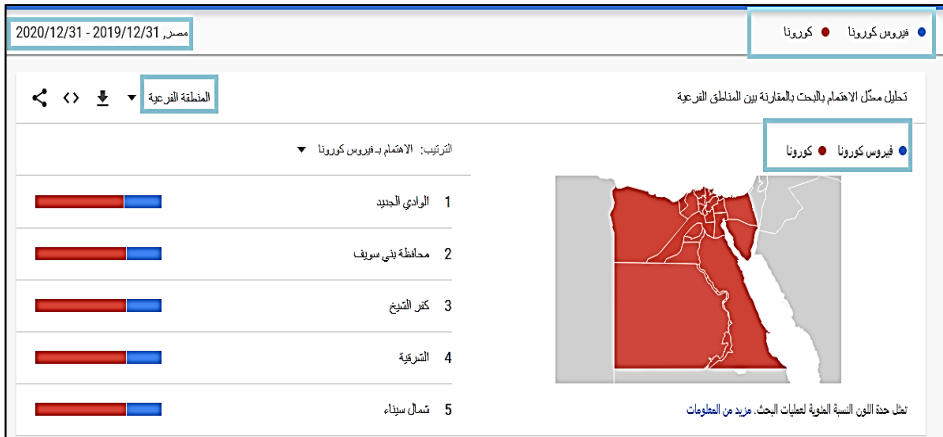 فيروس كورونا كورونا
مصر, 2019/12/31 - 2020/12/31
تحليل معدّل الاهتمام بالبحث بالمقارنة بين المناطق الفرعية
المنطقة الفرعية
فيروس كورونا كورونا
الترتيب: الاهتمام بـفيروس كورونا
1 الوادي الجديد
2 محافظة بني سويف
3 كفر الشيخ
4 الشرقية
5 شمال سيناء
تمثل حدة اللون النسبة المئوية لعمليات البحث. مزيد من المعلومات